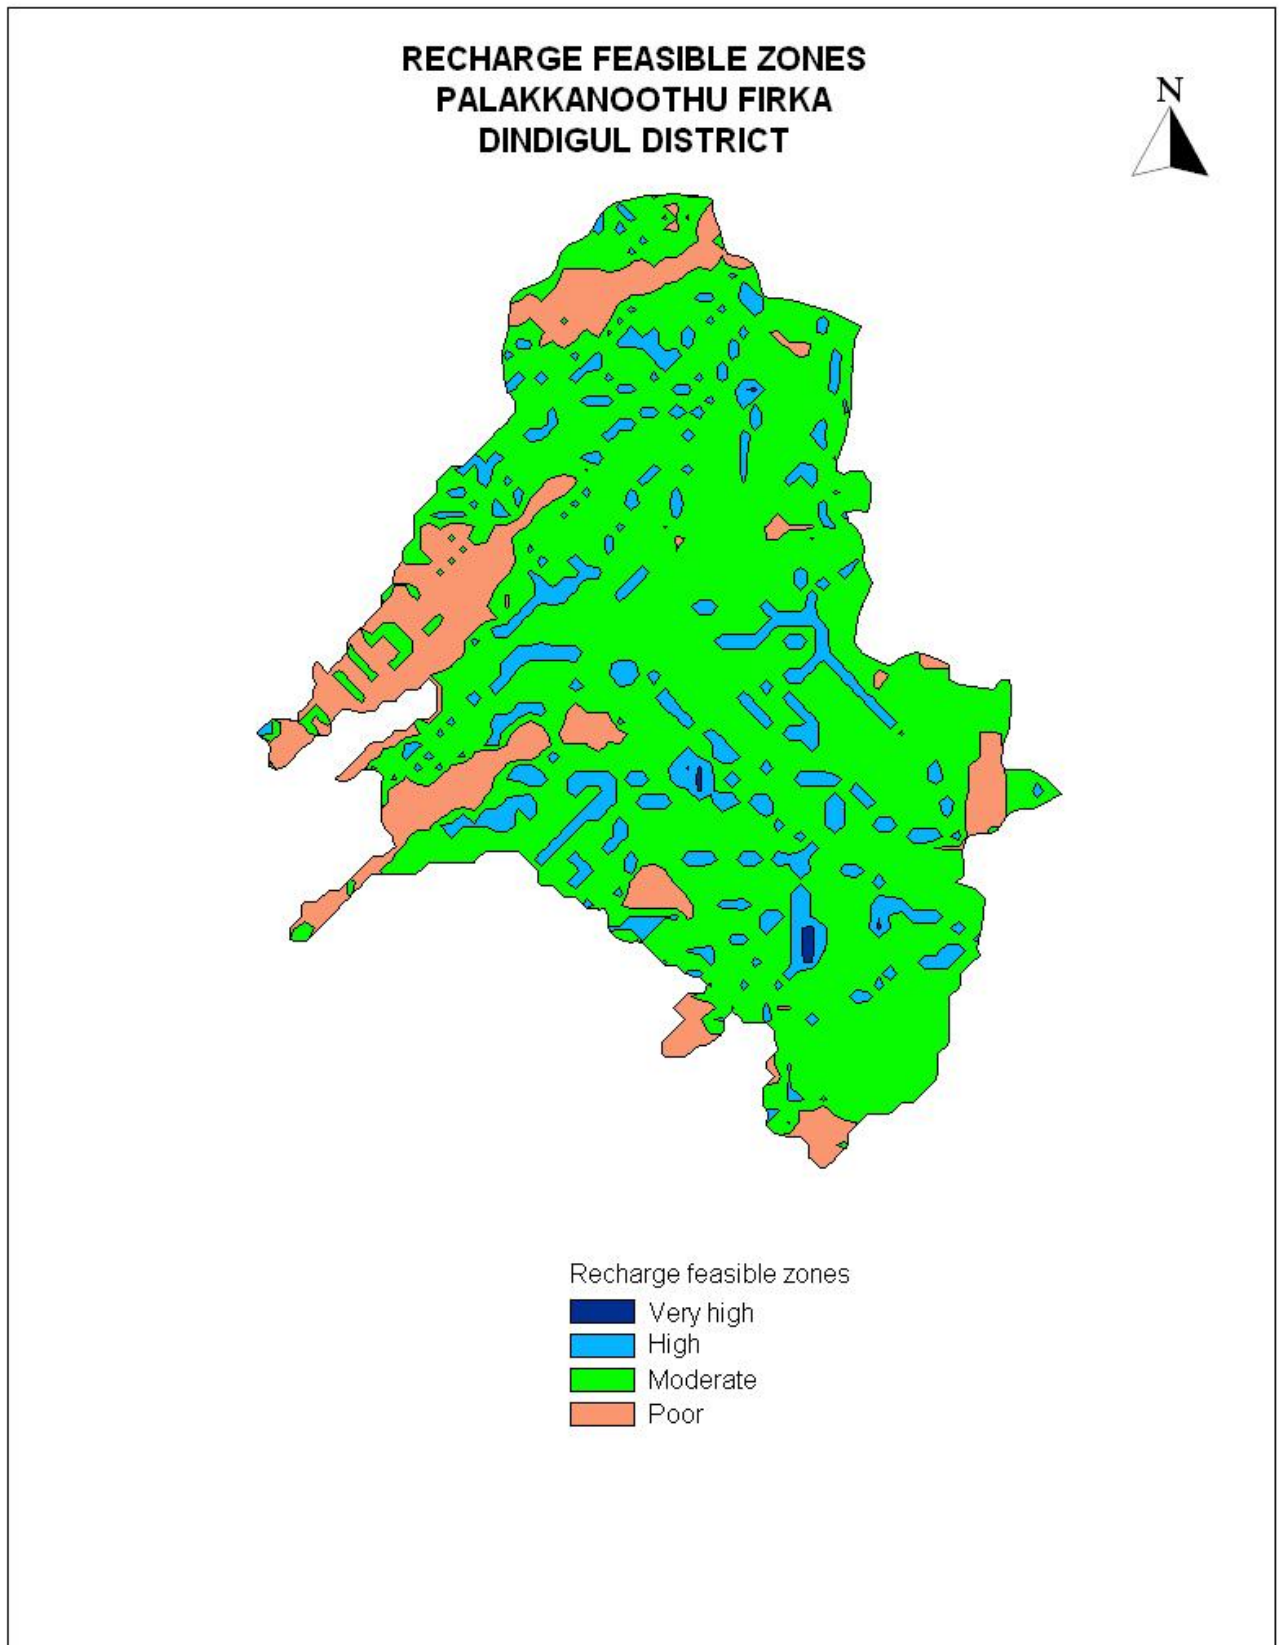 RECHARGE FEASIBLE ZONES
PALAKKANOOTHU FIRKA
DINDIGUL DISTRICT
N
Recharge feasible zones
Very high
High
Moderate
Poor